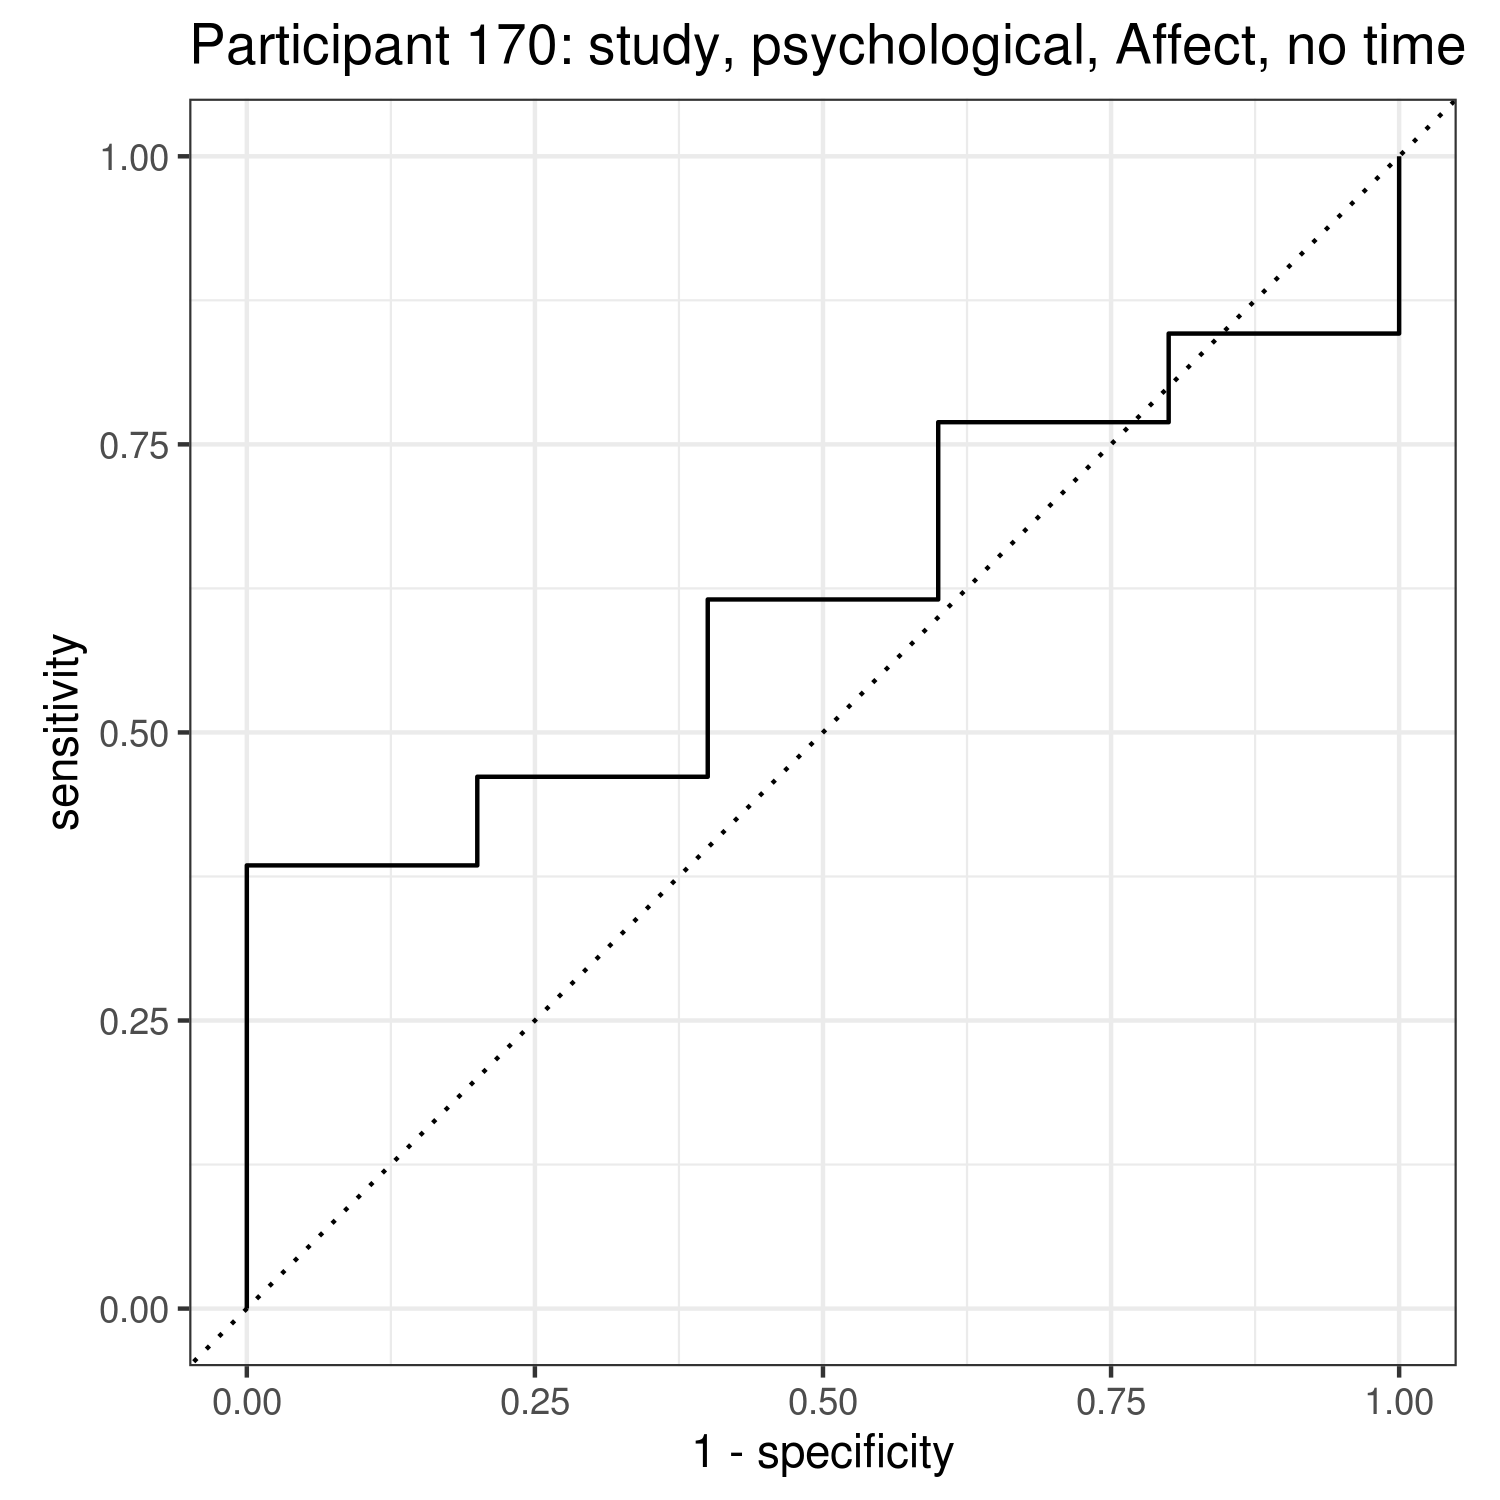 Participant 170: study, psychological, Affect, no time
1.00
0.75
0.50
0.25
0.00
sensitivity
0.00 0.25 0.50 0.75 1.00
1 - specificity